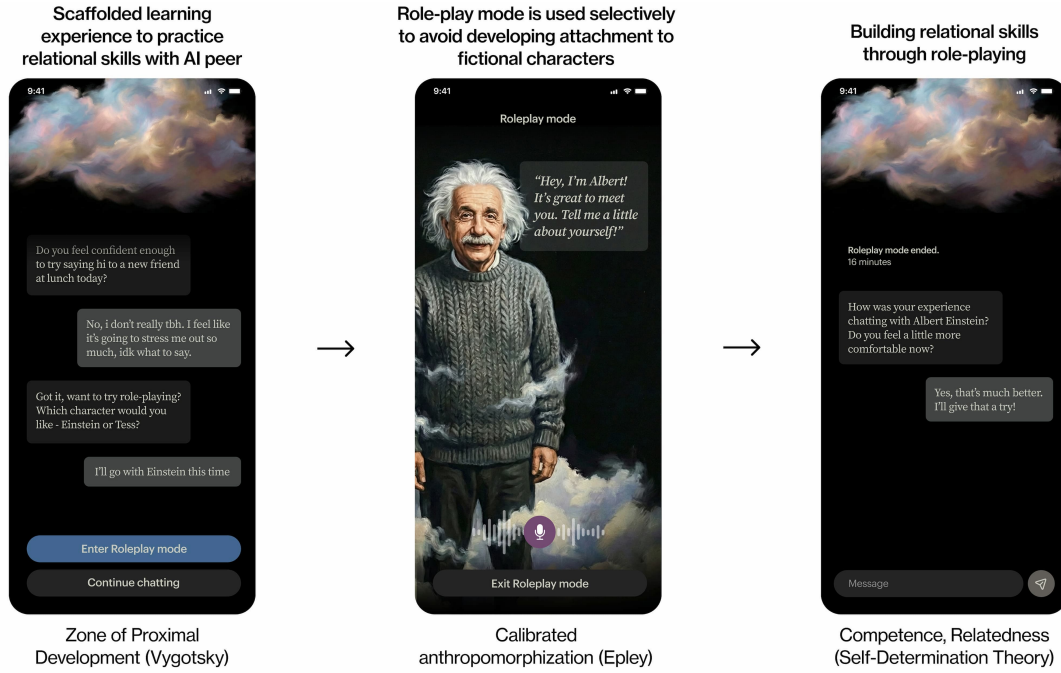 Scaffolded learning
experience to practice
relational skills with AI peer
9:41
Do you feel confident enough
to try saying hi to a new friend
at lunch today?
No, i don't really tbh. I feel like
it's going to stress me out so
much, idk what to say.
Got it, want to try role-playing?
Which character would you
like - Einstein or Tess?
I'll go with Einstein this time
Enter Roleplay mode
Continue chatting
Zone of Proximal
Development (Vygotsky)
Role-play mode is used selectively
to avoid developing attachment to
fictional characters
9:41
Roleplay mode
“Hey, I'm Albert!
It's great to meet
you. Tell me a little
about yourself!”
Exit Roleplay mode
Calibrated
anthropomorphization (Epley)
Building relational skills
through role-playing
9:41
Roleplay mode ended.
16 minutes
How was your experience
chatting with Albert Einstein?
Do you feel a little more
comfortable now?
Yes, that's much better.
I'll give that a try!
Message
Competence, Relatedness
(Self-Determination Theory)